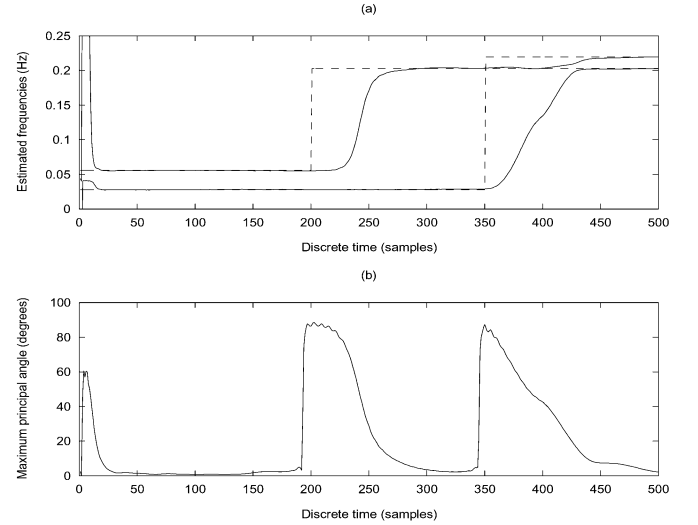 (a)
Estimated frequencies (Hz)
0.25
0.2
0.15
0.1
0.05
0
0 50 100 150 200 250 300 350 400 450 500
Discrete time (samples)
(b)
Maximum principal angle (degrees)
100
80
60
40
20
0
0 50 100 150 200 250 300 350 400 450 500
Discrete time (samples)